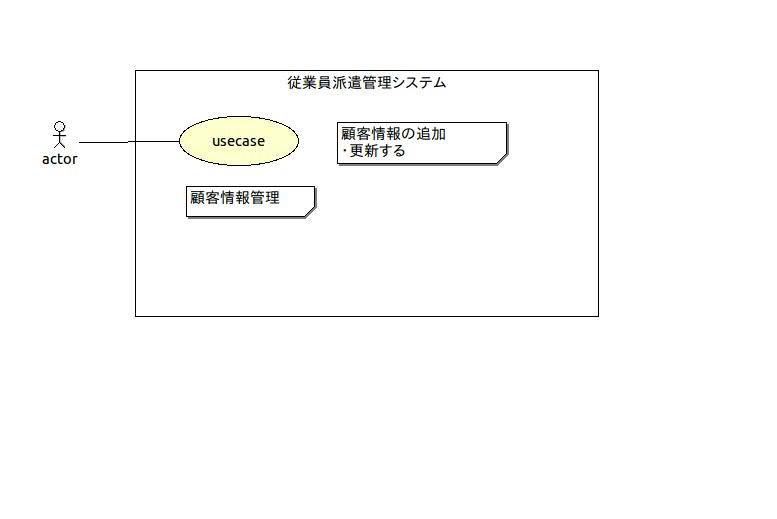 従業員派遣管理システム
actor
usecase
顧客情報の追加
・更新する
顧客情報管理